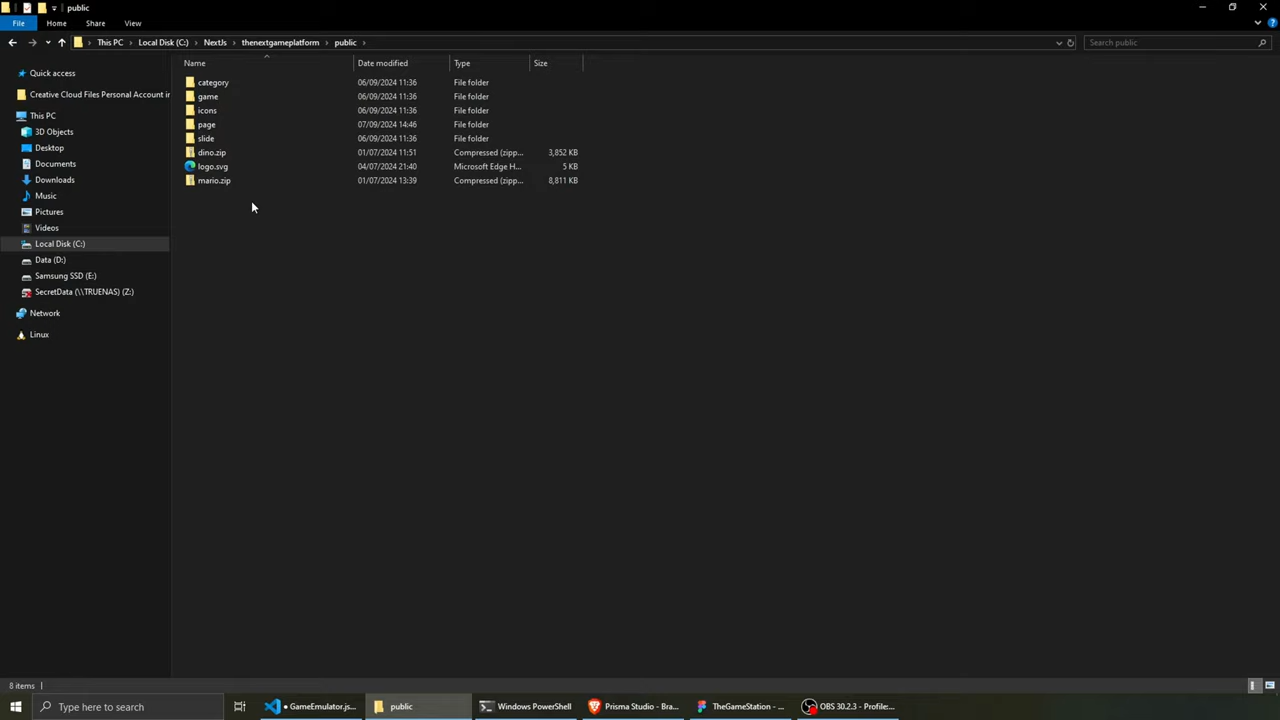 public
File Home Share View
This PC Local Disk (C:) NextJs thenextgameplatform public Search public
Name Date modified Type Size
Quick access
Creative Cloud Files Personal Account in
This PC
3D Objects
Desktop
Documents
Downloads
Music
Pictures
Videos
Local Disk (C:)
Data (D:)
Samsung SSD (E:)
SecretData (\\TRUENAS) (Z:)
Network
Linux
category 06/09/2024 11:36 File folder
game 06/09/2024 11:36 File folder
icons 06/09/2024 11:36 File folder
page 07/09/2024 14:46 File folder
slide 06/09/2024 11:36 File folder
dino.zip 01/07/2024 11:51 Compressed (zipp... 3,852 KB
logo.svg 04/07/2024 21:40 Microsoft Edge H... 5 KB
mario.zip 01/07/2024 13:39 Compressed (zipp... 8,811 KB
8 items
Type here to search • GameEmulator.js... public Windows PowerShell Prisma Studio - Bra... TheGameStation - ... OBS 30.2.3 - Profile:...